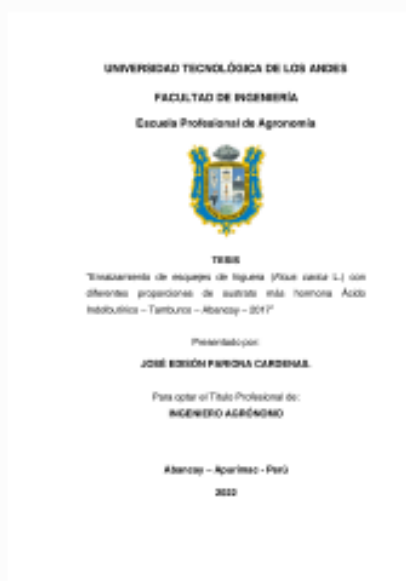 UNIVERSIDAD TECNOLÓGICA DE LOS ANDES
FACULTAD DE INGENIERÍA
Escuela Profesional de Agronomía
TESIS
"Enraizamiento de esquejes de higuera (Ficus carica L.) con
diferentes proporciones de sustrato más hormona Ácido
Indolbutírico – Tamburco – Abancay – 2017"
Presentado por:
JOSÉ EDISÓN PARIONA CARDENAS.
Para optar el Título Profesional de:
INGENIERO AGRÓNOMO
Abancay – Apurímac - Perú
2022